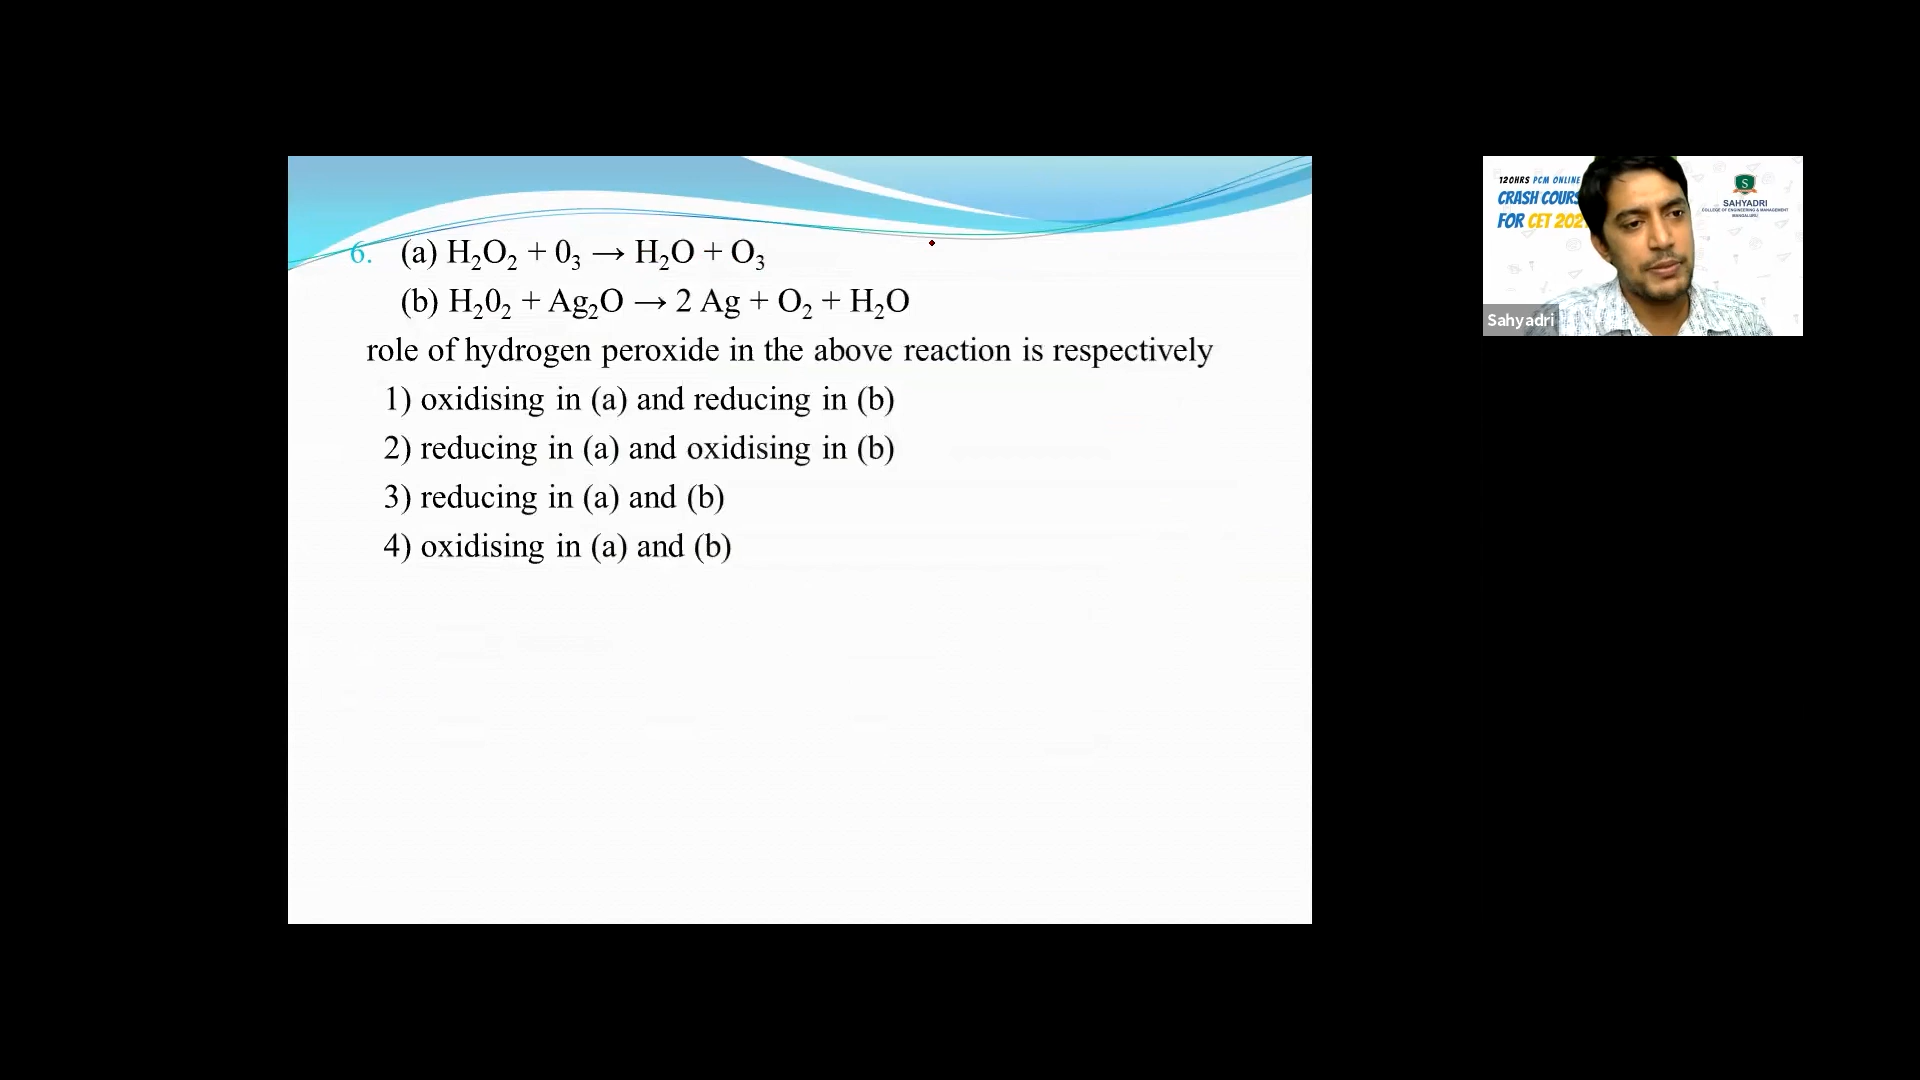 6. (a) H₂O₂ + 0₃ → H₂O + O₃
(b) H₂0₂ + Ag₂O → 2 Ag + O₂ + H₂O
role of hydrogen peroxide in the above reaction is respectively
1) oxidising in (a) and reducing in (b)
2) reducing in (a) and oxidising in (b)
3) reducing in (a) and (b)
4) oxidising in (a) and (b)
120HRS PCM ONLINE
CRASH COURS
FOR CET 202
S
SAHYADRI
COLLEGE OF ENGINEERING & MANAGEMENT
MANGALURU
Sahyadri